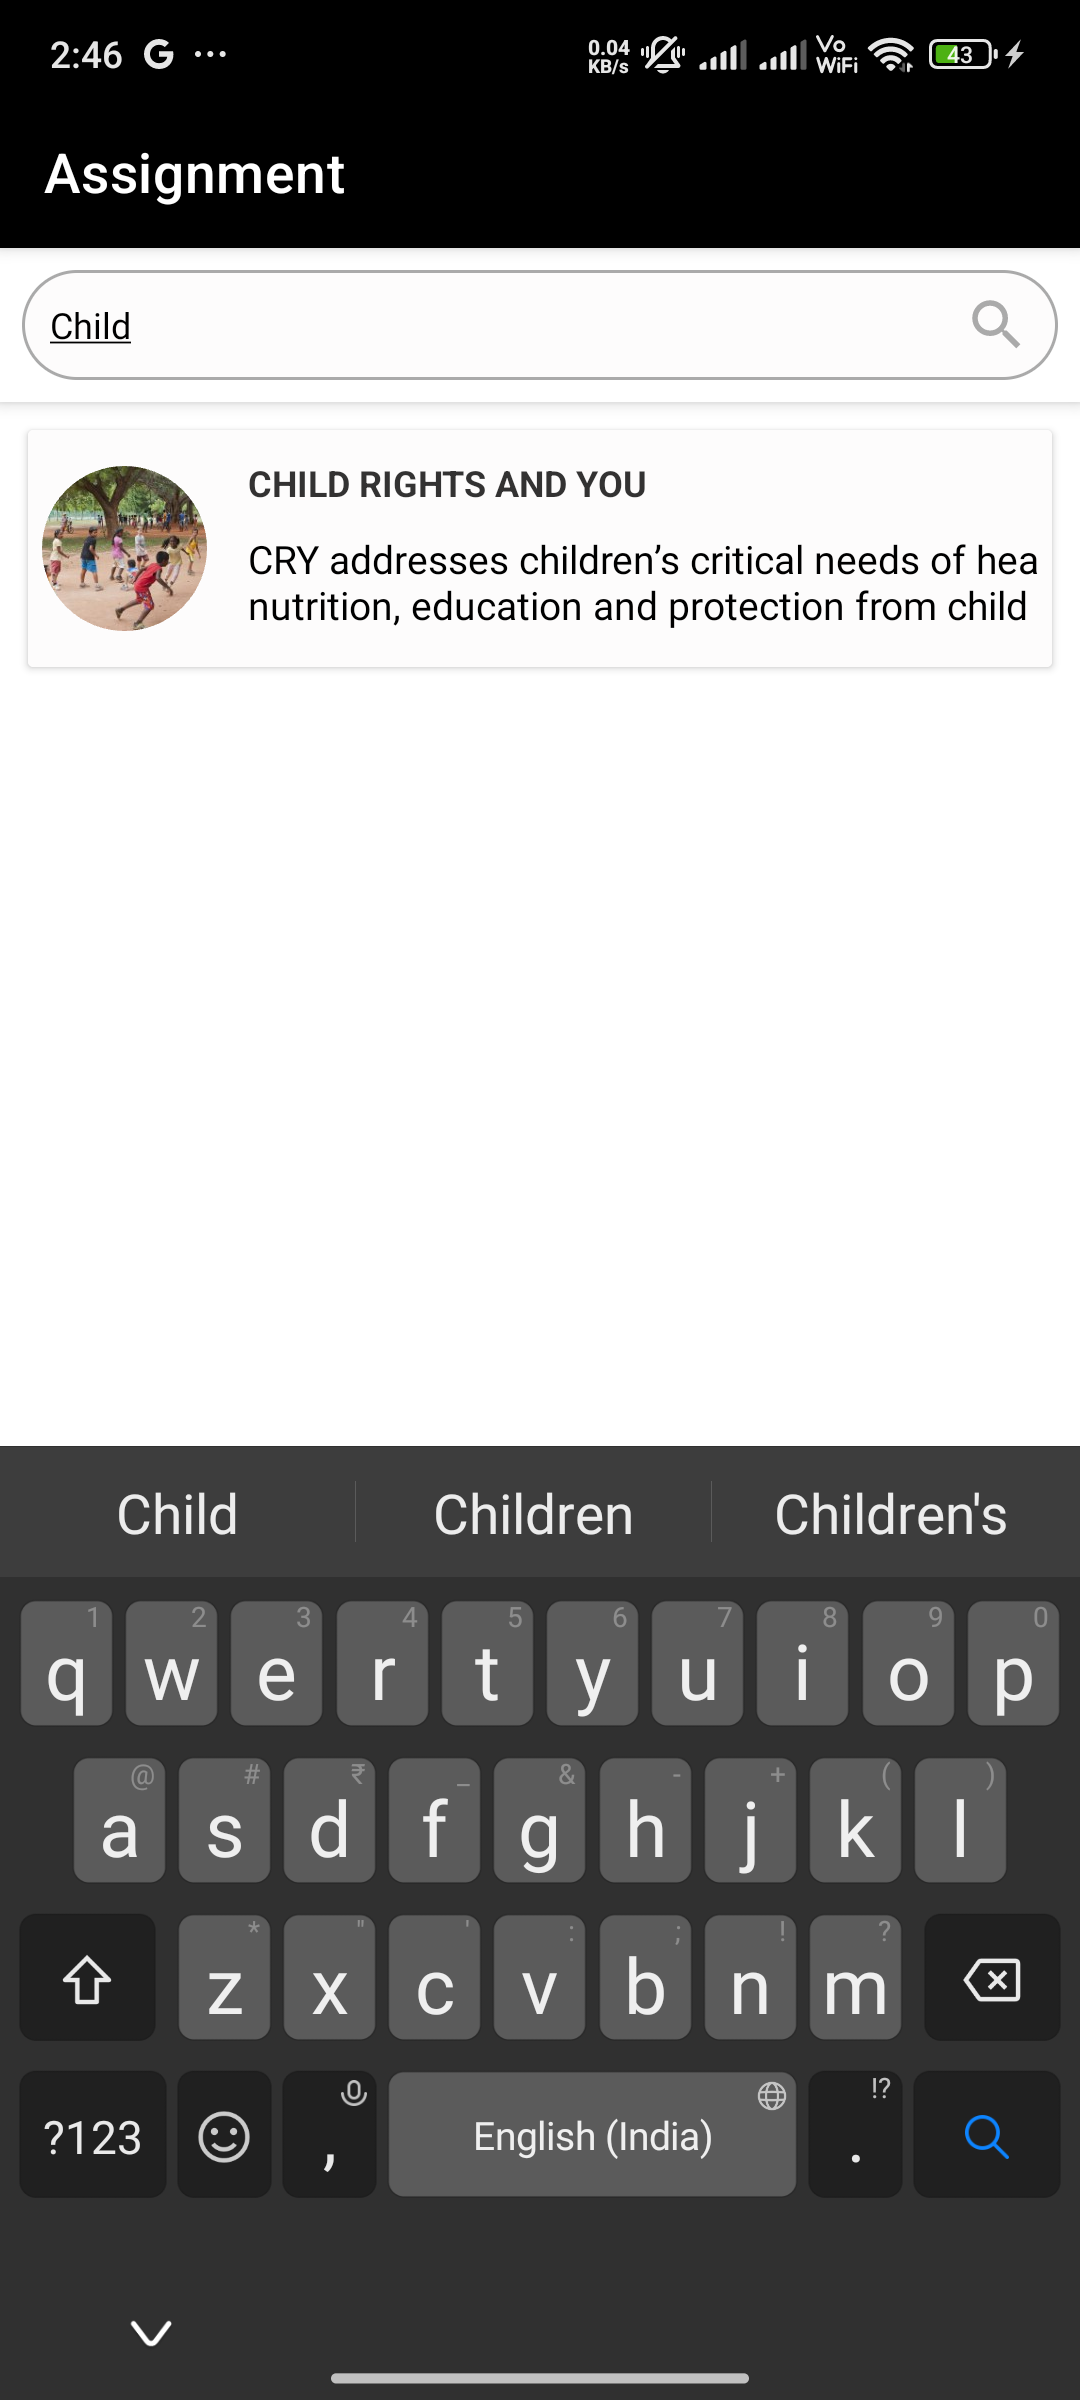 2:46 G ...
0.04 KB/s Vo WiFi 43
Assignment
Child
CHILD RIGHTS AND YOU
CRY addresses children’s critical needs of hea
nutrition, education and protection from child
Child Children Children's
1 2 3 4 5 6 7 8 9 0
q w e r t y u i o p
@ # ₹ _ & - + ( )
a s d f g h j k l
* " ' : ; ! ?
z x c v b n m
!?
?123 , English (India) .